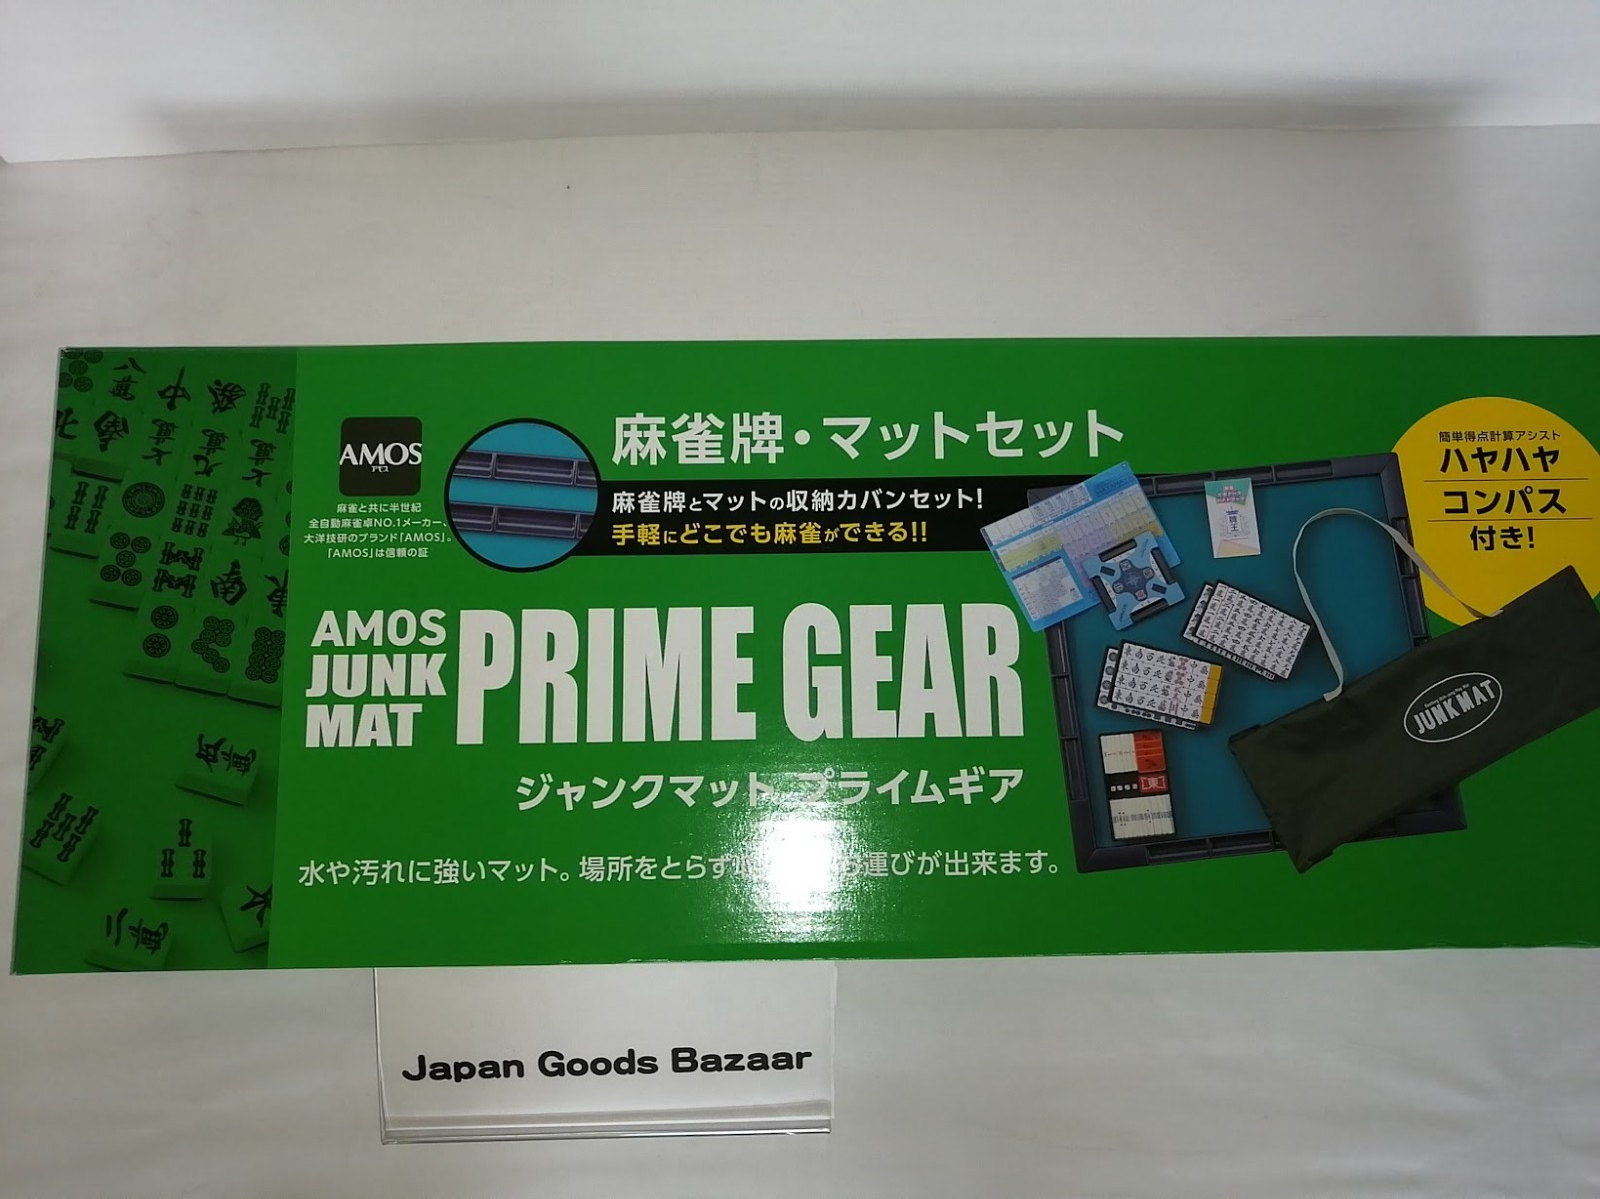 AMOS
アモス
麻雀と共に半世紀
全自動麻雀卓NO.1メーカー、
大洋技研のブランド「AMOS」。
「AMOS」は信頼の証
麻雀牌・マットセット
麻雀牌とマットの収納カバンセット!
手軽にどこでも麻雀ができる!!
簡単得点計算アシスト
ハヤハヤ
コンパス
付き!
AMOS
JUNK
MAT
PRIME GEAR
ジャンクマット プライムギア
水や汚れに強いマット。場所をとらず 運びが出来ます。
JUNK MAT
Japan Goods Bazaar